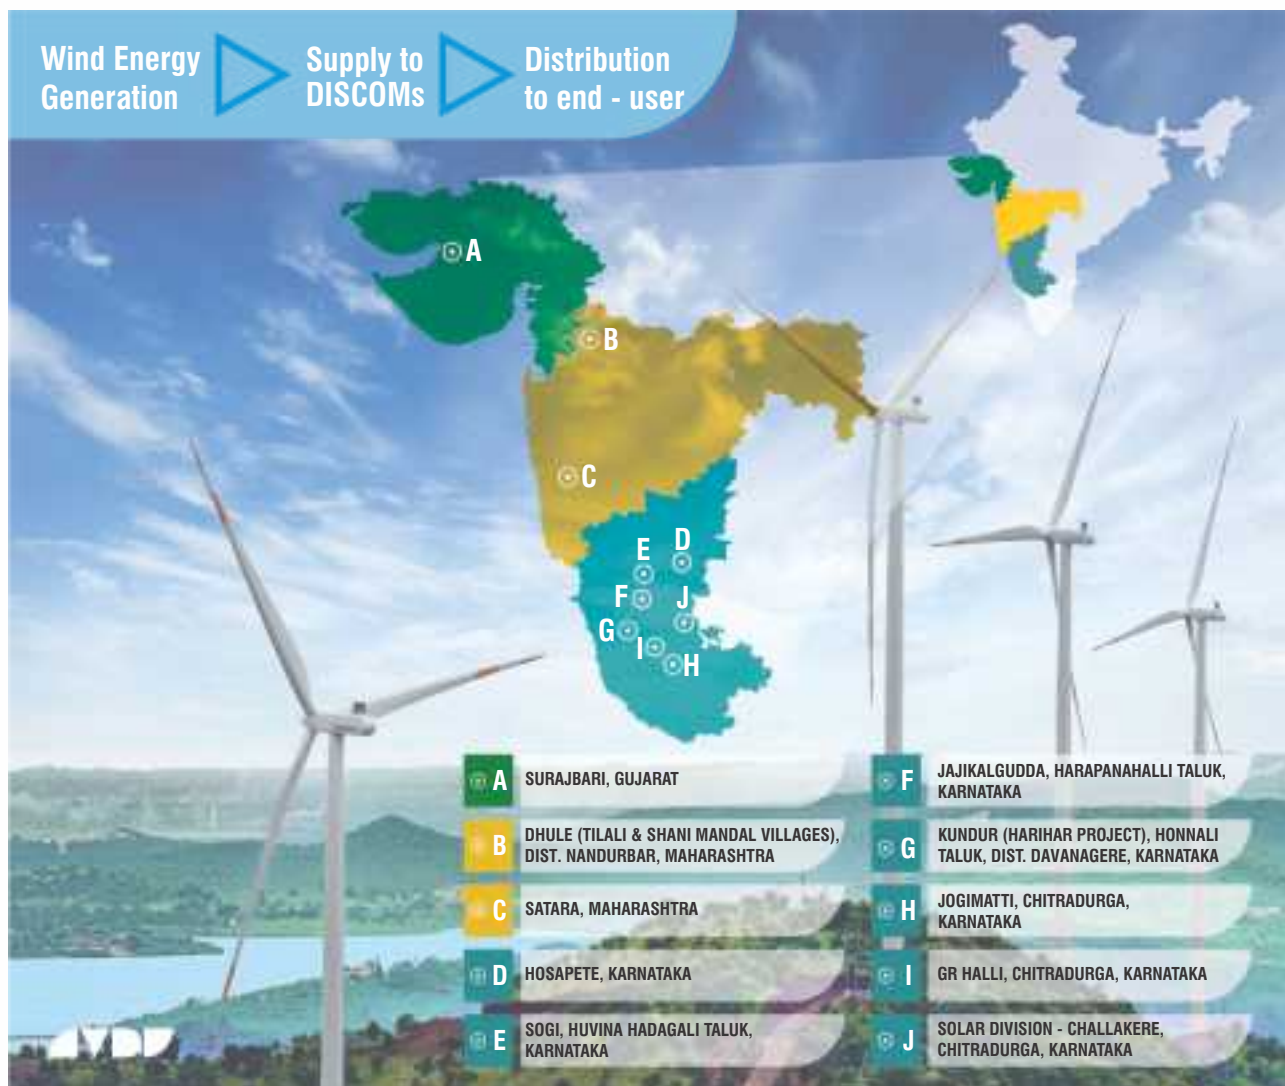 Wind Energy
Generation
Supply to
DISCOMs
Distribution
to end - user
A
B
C
D
E
F
J
G
I
H
A SURAJBARI, GUJARAT
B DHULE (TILALI & SHANI MANDAL VILLAGES),
DIST. NANDURBAR, MAHARASHTRA
C SATARA, MAHARASHTRA
D HOSAPETE, KARNATAKA
E SOGI, HUVINA HADAGALI TALUK,
KARNATAKA
F JAJIKALGUDDA, HARAPANAHALLI TALUK,
KARNATAKA
G KUNDUR (HARIHAR PROJECT), HONNALI
TALUK, DIST. DAVANAGERE, KARNATAKA
H JOGIMATTI, CHITRADURGA,
KARNATAKA
I GR HALLI, CHITRADURGA, KARNATAKA
J SOLAR DIVISION - CHALLAKERE,
CHITRADURGA, KARNATAKA